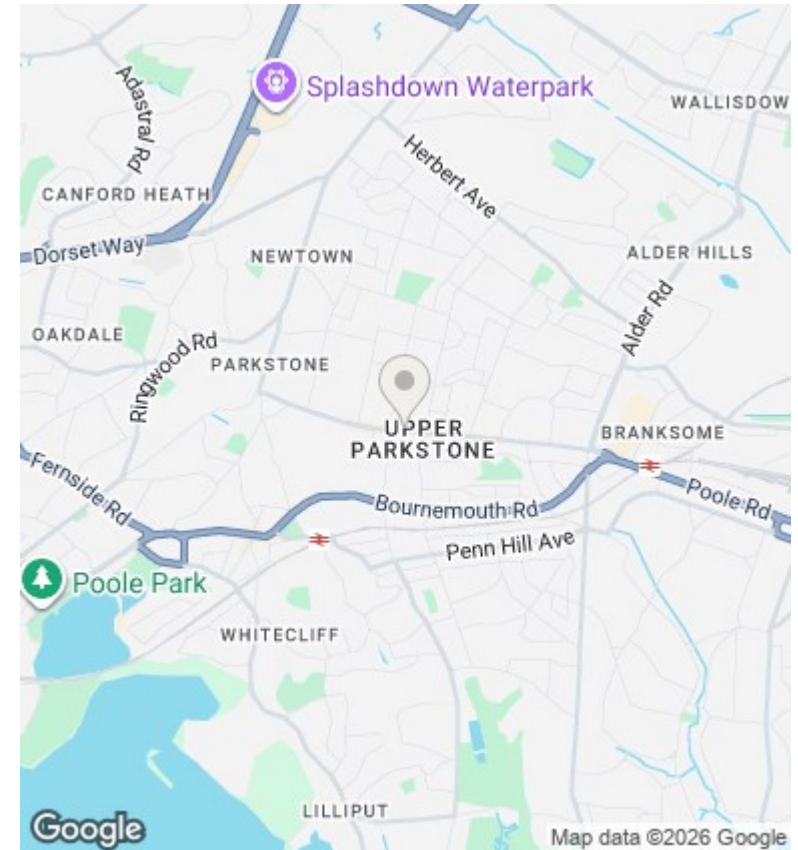 Splashdown Waterpark
WALLISDOW
Adastral Rd
Herbert Ave
CANFORD HEATH
Dorset Way
NEWTOWN
ALDER HILLS
Alder Rd
OAKDALE
Ringwood Rd
PARKSTONE
UPPER
PARKSTONE
BRANKSOME
Fernside Rd
Bournemouth Rd
Poole Rd
Penn Hill Ave
Poole Park
WHITECLIFF
LILLIPUT
Google
Map data ©2026 Google